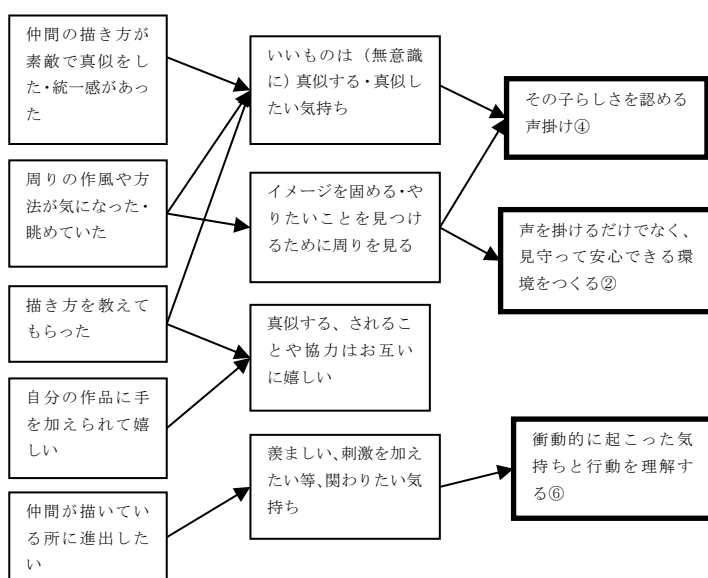 仲間の描き方が
素敵で真似をし
た・統一感があっ
た
周りの作風や方
法が気になった・
眺めていた
描き方を教えて
もらった
自分の作品に手
を加えられて嬉
しい
仲間が描いてい
る所に進出した
い
いいものは（無意識
に）真似する・真似し
たい気持ち
イメージを固める・や
りたいことを見つけ
るために周りを見る
真似する、されるこ
とや協力はお互い
に嬉しい
羨ましい、刺激を加え
たい等、関わりたい気
持ち
その子らしさを認める
声掛け④
声を掛けるだけでなく、
見守って安心できる環
境をつくる②
衝動的に起こった気
持ちと行動を理解す
る⑥